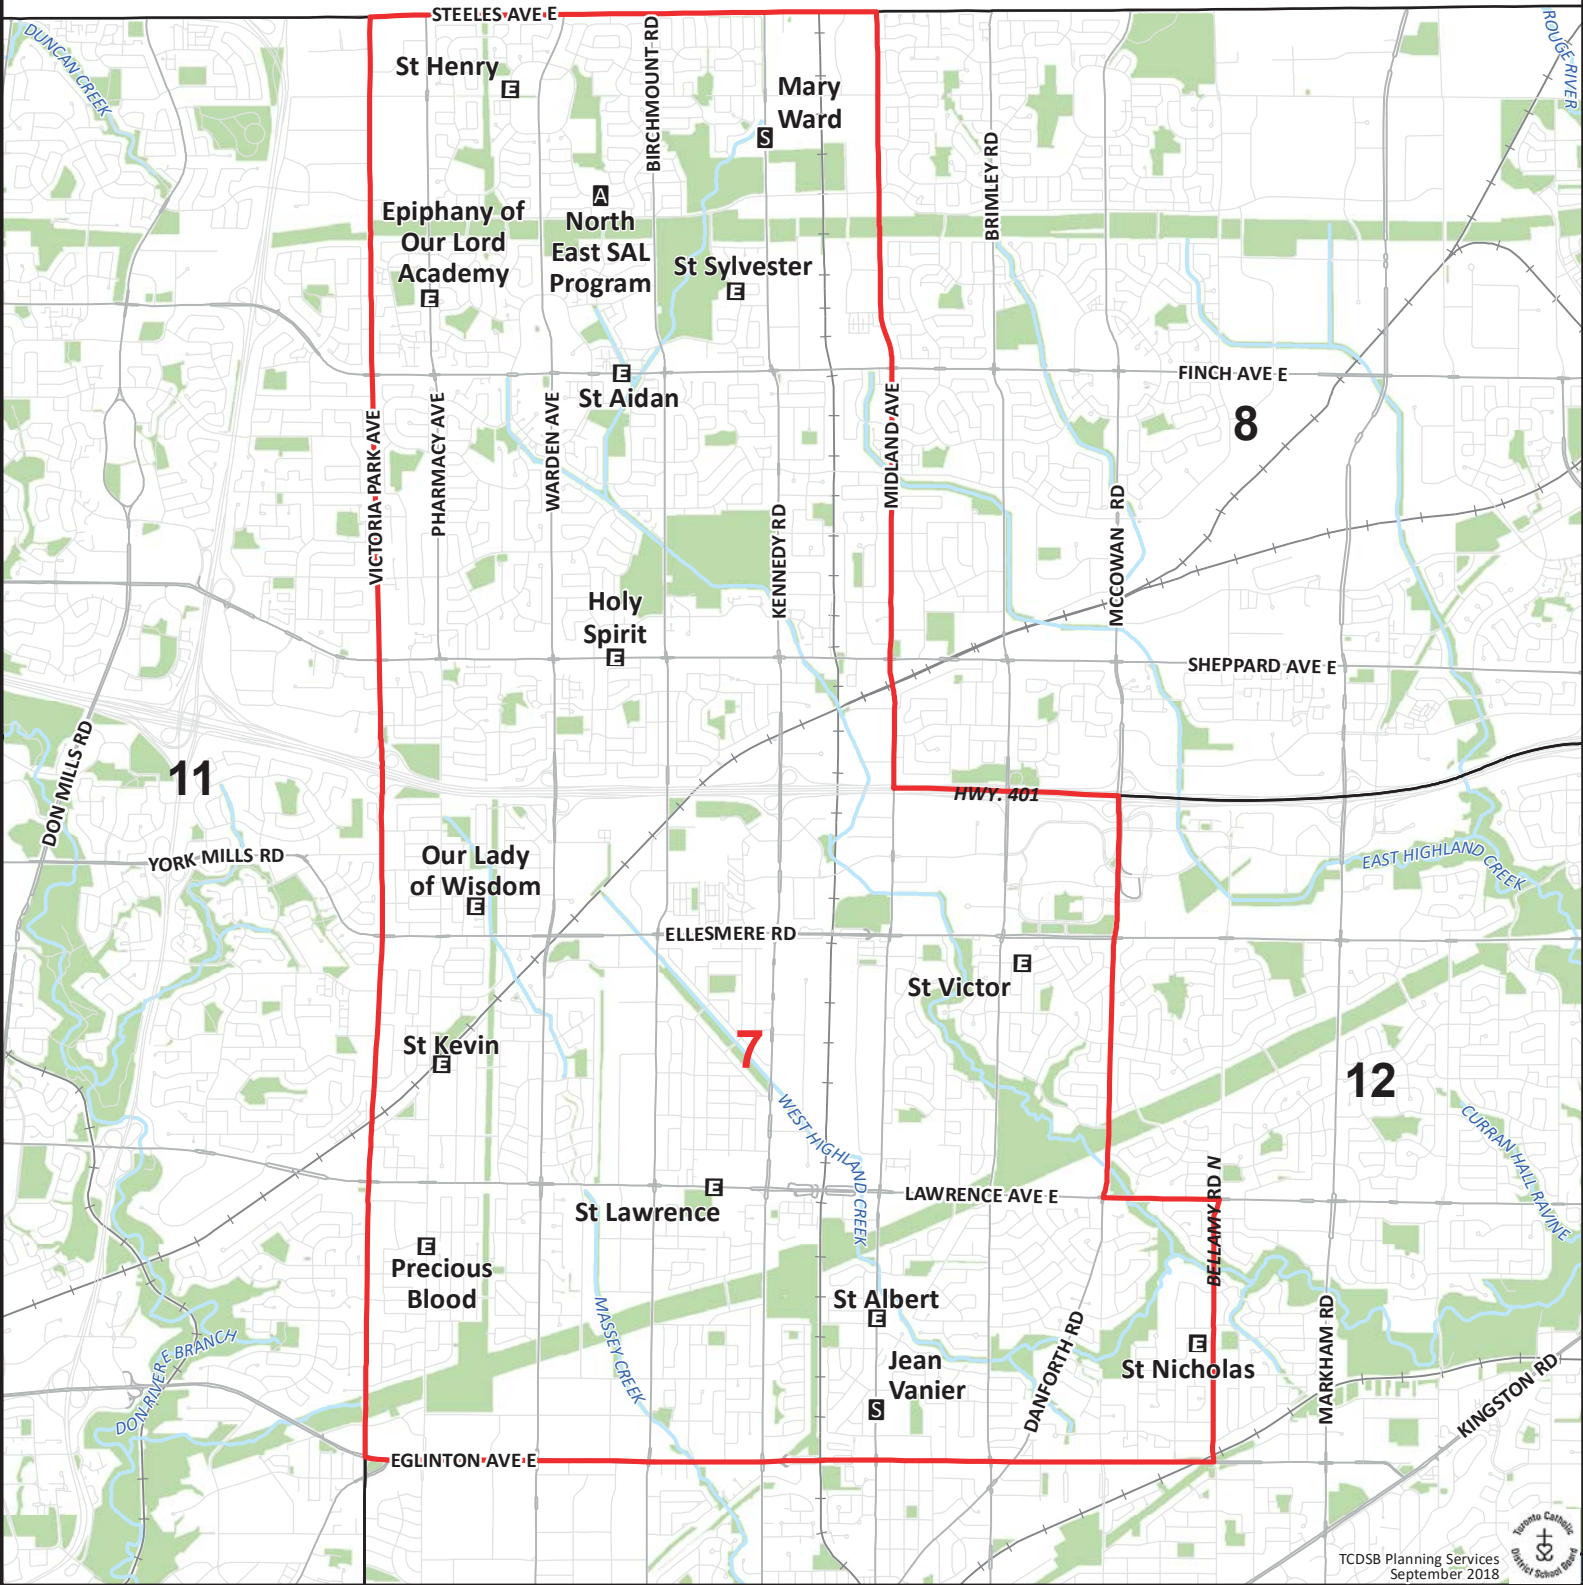 STEELES AVE E
DUNCAN CREEK
ROUGE RIVER
St Henry
BIRCHMOUNT RD
Mary
Ward
S
E
BRIMLEY RD
A
North
East SAL
Program
Epiphany of
Our Lord
Academy
E
St Sylvester
E
E
St Aidan
FINCH AVE E
8
VICTORIA PARK AVE
PHARMACY AVE
WARDEN AVE
MIDLAND AVE
KENNEDY RD
MCCOWAN RD
Holy
Spirit
E
SHEPPARD AVE E
DON MILLS RD
11
HWY. 401
YORK MILLS RD
Our Lady
of Wisdom
E
EAST HIGHLAND CREEK
ELLESMERE RD
E
St Victor
St Kevin
E
7
12
WEST HIGHLAND CREEK
CURRAN HALL RAVINE
E
St Lawrence
LAWRENCE AVE E
BELLAMY RD N
E
Precious
Blood
MASSEY CREEK
St Albert
E
DON RIVER E BRANCH
Jean
Vanier
S
DANFORTH RD
E
St Nicholas
MARKHAM RD
KINGSTON RD
EGLINTON AVE E
Toronto Catholic
District School Board
TCDSB Planning Services
September 2018